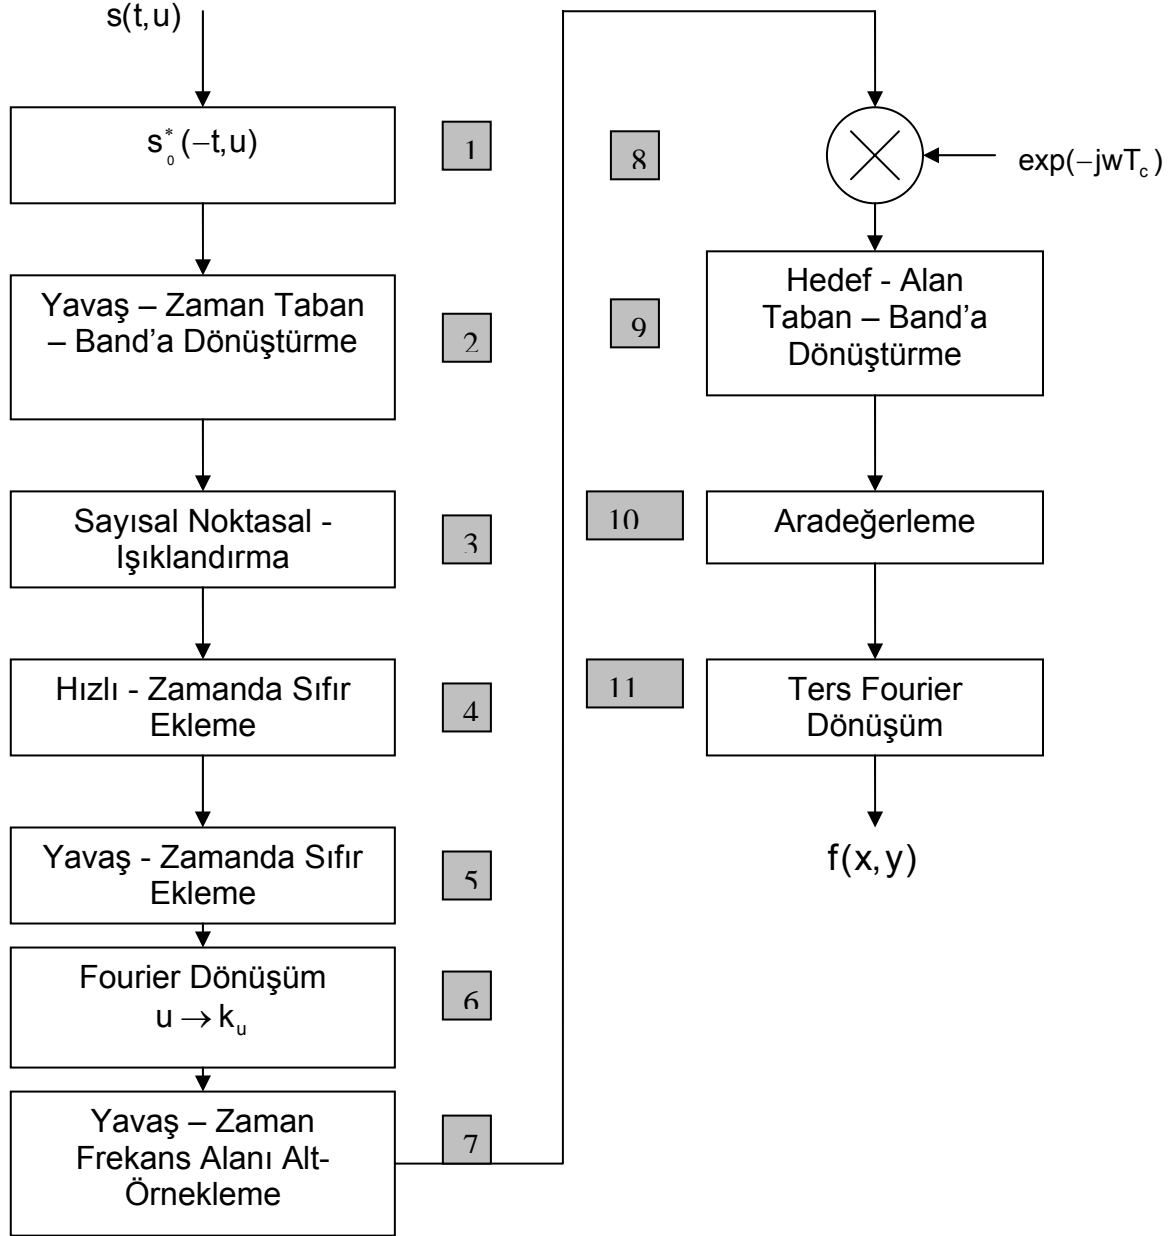 s(t,u)
s₀*(−t,u)
1
Yavaş – Zaman Taban
– Band’a Dönüştürme
2
Sayısal Noktasal -
Işıklandırma
3
Hızlı - Zamanda Sıfır
Ekleme
4
Yavaş - Zamanda Sıfır
Ekleme
5
Fourier Dönüşüm
u → kᵤ
6
Yavaş – Zaman
Frekans Alanı Alt-
Örnekleme
7
8
exp(−jwT_c)
Hedef - Alan
Taban – Band’a
Dönüştürme
9
10
Aradeğerleme
11
Ters Fourier
Dönüşüm
f(x,y)